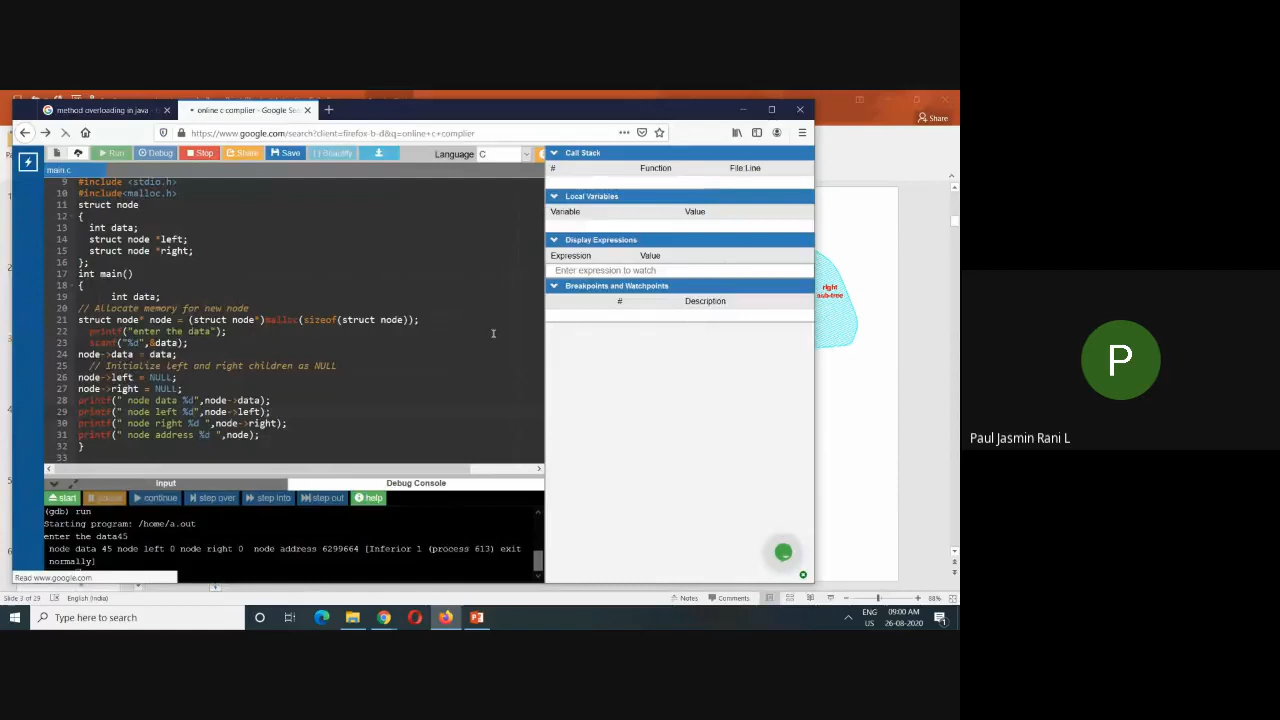 Share
method overloading in java - G
online c complier - Google Sea
https://www.google.com/search?client=firefox-b-d&q=online+c+complier
Run
Debug
Stop
Share
Save
{ } Beautify
Language
C
main.c
9 #include <stdio.h>
10 #include<malloc.h>
11 struct node
12 {
13 int data;
14 struct node *left;
15 struct node *right;
16 };
17 int main()
18 {
19 int data;
20 // Allocate memory for new node
21 struct node* node = (struct node*)malloc(sizeof(struct node));
22 printf("enter the data");
23 scanf("%d",&data);
24 node->data = data;
25 // Initialize left and right children as NULL
26 node->left = NULL;
27 node->right = NULL;
28 printf(" node data %d",node->data);
29 printf(" node left %d",node->left);
30 printf(" node right %d ",node->right);
31 printf(" node address %d ",node);
32 }
33
Call Stack
# Function File:Line
Local Variables
Variable Value
Display Expressions
Expression Value
Enter expression to watch
Breakpoints and Watchpoints
# Description
right
sub-tree
Input
Debug Console
start
pause
continue
step over
step into
step out
help
(gdb) run
Starting program: /home/a.out
enter the data45
node data 45 node left 0 node right 0 node address 6299664 [Inferior 1 (process 613) exit
normally]
Read www.google.com
Slide 3 of 29
English (India)
Notes
Comments
88%
Type here to search
ENG
US
09:00 AM
26-08-2020
P
Paul Jasmin Rani L